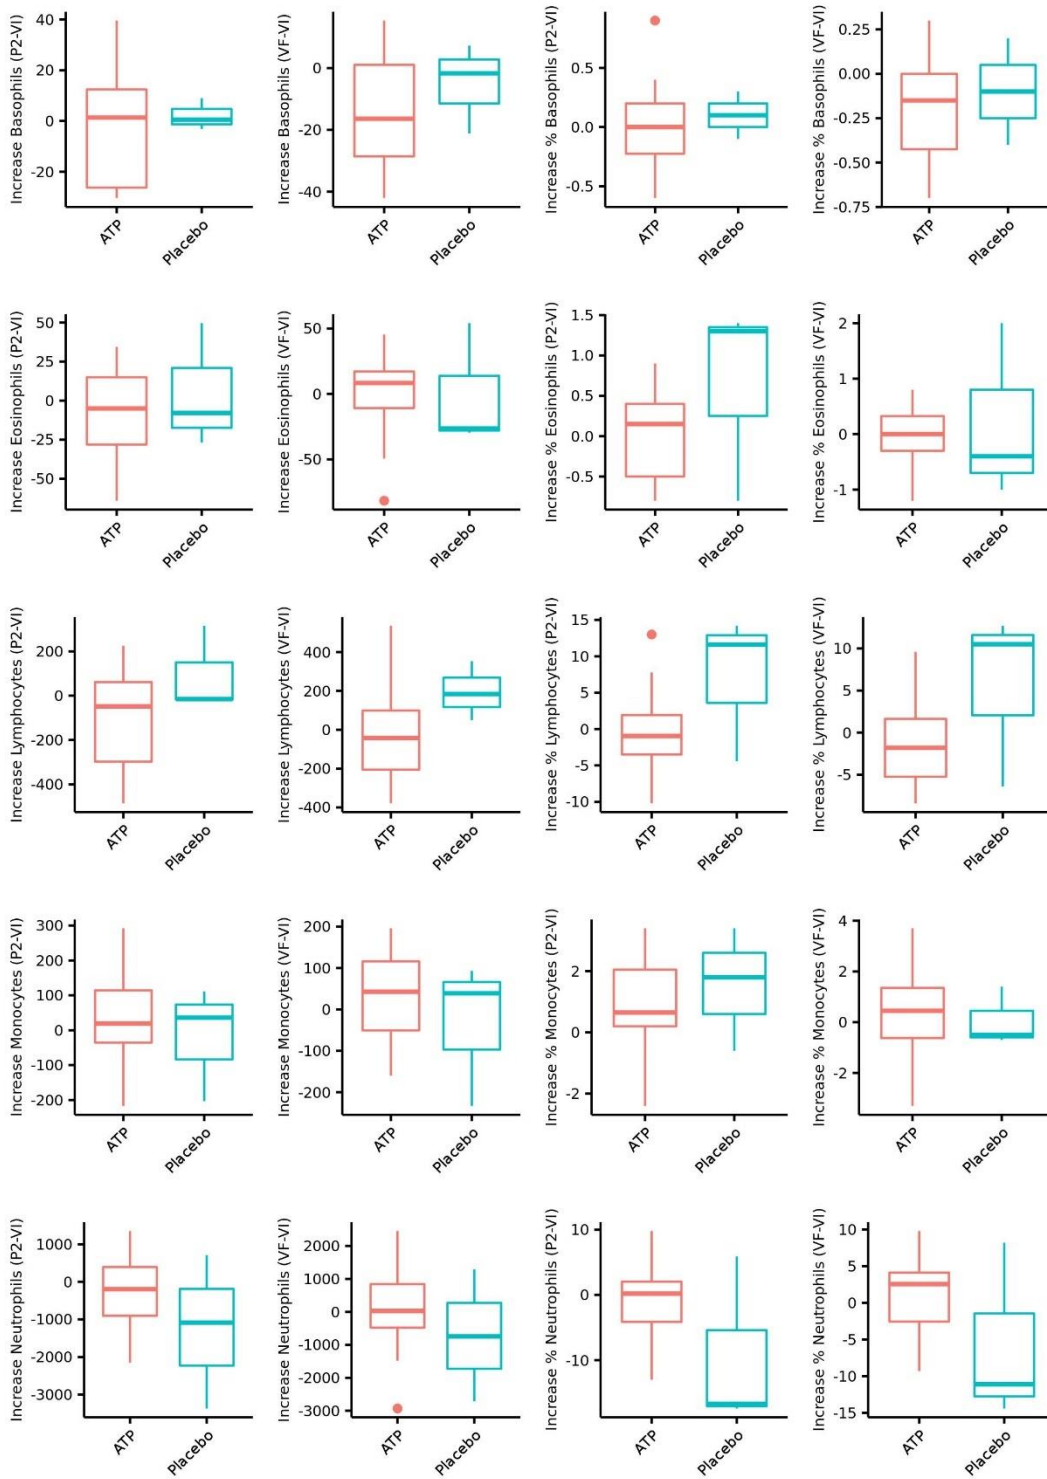 Increase Basophils (P2-VI)
40
20
0
-20
ATP
Placebo
Increase Basophils (VF-VI)
0
-20
-40
ATP
Placebo
Increase % Basophils (P2-VI)
0.5
0.0
-0.5
ATP
Placebo
Increase % Basophils (VF-VI)
0.25
0.00
-0.25
-0.50
-0.75
ATP
Placebo
Increase Eosinophils (P2-VI)
50
25
0
-25
-50
ATP
Placebo
Increase Eosinophils (VF-VI)
50
0
-50
ATP
Placebo
Increase % Eosinophils (P2-VI)
1.5
1.0
0.5
0.0
-0.5
ATP
Placebo
Increase % Eosinophils (VF-VI)
2
1
0
-1
ATP
Placebo
Increase Lymphocytes (P2-VI)
200
0
-200
-400
ATP
Placebo
Increase Lymphocytes (VF-VI)
400
200
0
-200
-400
ATP
Placebo
Increase % Lymphocytes (P2-VI)
15
10
5
0
-5
-10
ATP
Placebo
Increase % Lymphocytes (VF-VI)
10
5
0
-5
ATP
Placebo
Increase Monocytes (P2-VI)
300
200
100
0
-100
-200
ATP
Placebo
Increase Monocytes (VF-VI)
200
100
0
-100
-200
ATP
Placebo
Increase % Monocytes (P2-VI)
2
0
-2
ATP
Placebo
Increase % Monocytes (VF-VI)
4
2
0
-2
ATP
Placebo
Increase Neutrophils (P2-VI)
1000
0
-1000
-2000
-3000
ATP
Placebo
Increase Neutrophils (VF-VI)
2000
1000
0
-1000
-2000
-3000
ATP
Placebo
Increase % Neutrophils (P2-VI)
10
0
-10
ATP
Placebo
Increase % Neutrophils (VF-VI)
10
5
0
-5
-10
-15
ATP
Placebo